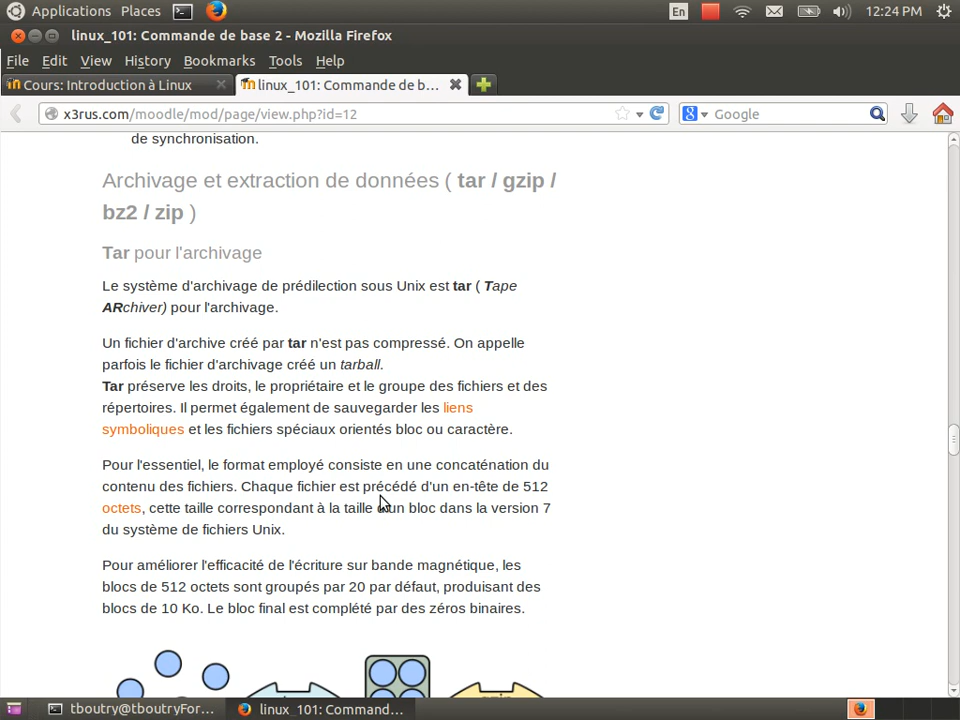 Applications Places En 12:24 PM
linux_101: Commande de base 2 - Mozilla Firefox
File Edit View History Bookmarks Tools Help
Cours: Introduction à Linux linux_101: Commande de b...
x3rus.com/moodle/mod/page/view.php?id=12 Google
de synchronisation.
Archivage et extraction de données ( tar / gzip /
bz2 / zip )
Tar pour l'archivage
Le système d'archivage de prédilection sous Unix est tar ( Tape
ARchiver) pour l'archivage.
Un fichier d'archive créé par tar n'est pas compressé. On appelle
parfois le fichier d'archivage créé un tarball.
Tar préserve les droits, le propriétaire et le groupe des fichiers et des
répertoires. Il permet également de sauvegarder les liens
symboliques et les fichiers spéciaux orientés bloc ou caractère.
Pour l'essentiel, le format employé consiste en une concaténation du
contenu des fichiers. Chaque fichier est précédé d'un en-tête de 512
octets, cette taille correspondant à la taille d'un bloc dans la version 7
du système de fichiers Unix.
Pour améliorer l'efficacité de l'écriture sur bande magnétique, les
blocs de 512 octets sont groupés par 20 par défaut, produisant des
blocs de 10 Ko. Le bloc final est complété par des zéros binaires.
tboutry@tboutryFor... linux_101: Command...